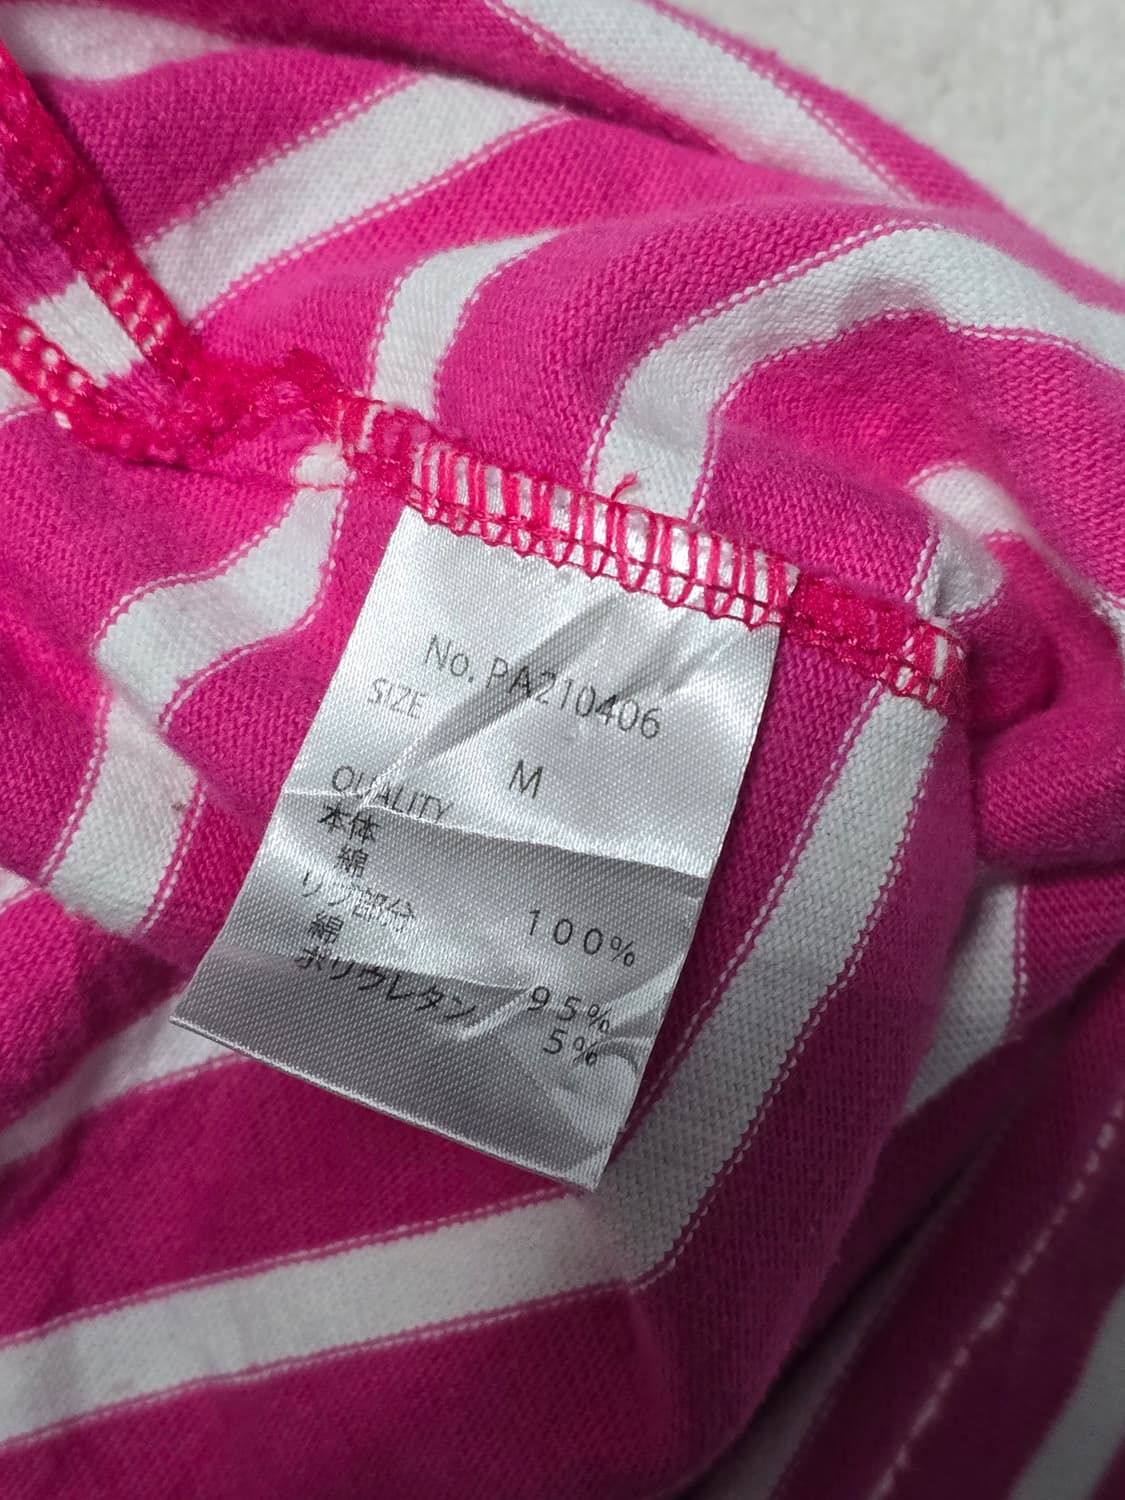 No. PA210406
SIZE
M
QUALITY
本体
綿 100%
リブ部分
綿 95%
ポリウレタン 5%